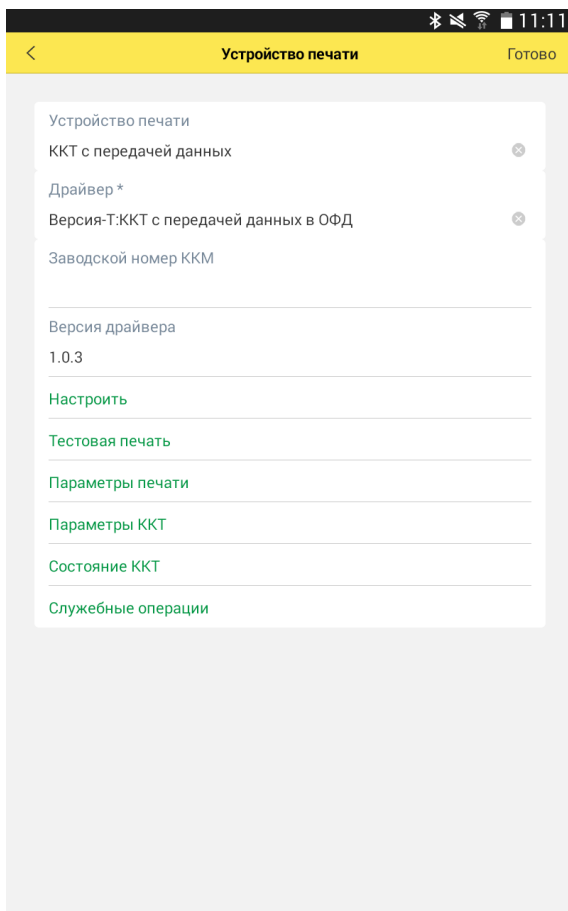 11:11
Устройство печати
Готово
Устройство печати
ККТ с передачей данных
Драйвер *
Версия-Т:ККТ с передачей данных в ОФД
Заводской номер ККМ
Версия драйвера
1.0.3
Настроить
Тестовая печать
Параметры печати
Параметры ККТ
Состояние ККТ
Служебные операции